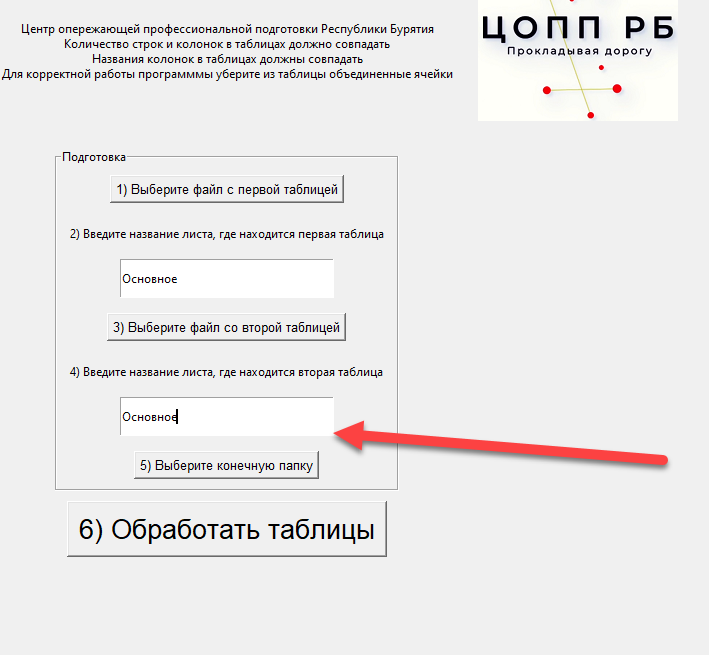 Центр опережающей профессиональной подготовки Республики Бурятия
Количество строк и колонок в таблицах должно совпадать
Названия колонок в таблицах должны совпадать
Для корректной работы программмы уберите из таблицы объединенные ячейки
ЦОПП РБ
Прокладывая дорогу
Подготовка
1) Выберите файл с первой таблицей
2) Введите название листа, где находится первая таблица
Основное
3) Выберите файл со второй таблицей
4) Введите название листа, где находится вторая таблица
Основное
5) Выберите конечную папку
6) Обработать таблицы